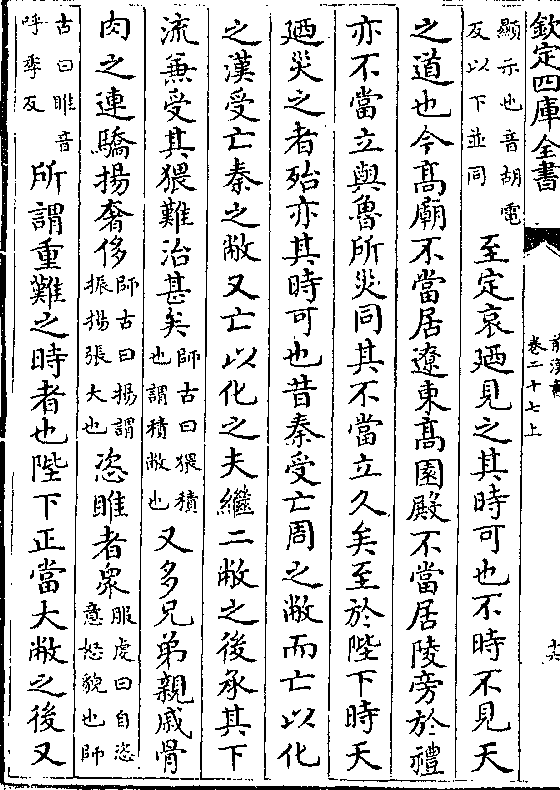 欽定四庫全書
前漢書
卷二十七上
顯示也音胡電
反以下並同
至定哀廼見之其時可也不時不見天
之道也今髙廟不當居遼東髙園殿不當居陵旁於禮
亦不當立與魯所災同其不當立久矣至於陛下時天
廼災之者殆亦其時可也昔秦受亡周之敝而亡以化
之漢受亡秦之敝又亡以化之夫繼二敝之後承其下
流兼受其猥難治甚矣
師古曰猥積
也謂積敝也
又多兄弟親戚骨
肉之連驕揚奢侈
師古曰揚謂
振揚張大也
恣睢者衆
服虔曰自恣
意怒貌也師
古曰睢音
呼季反
所謂重難之時者也陛下正當大敝之後又